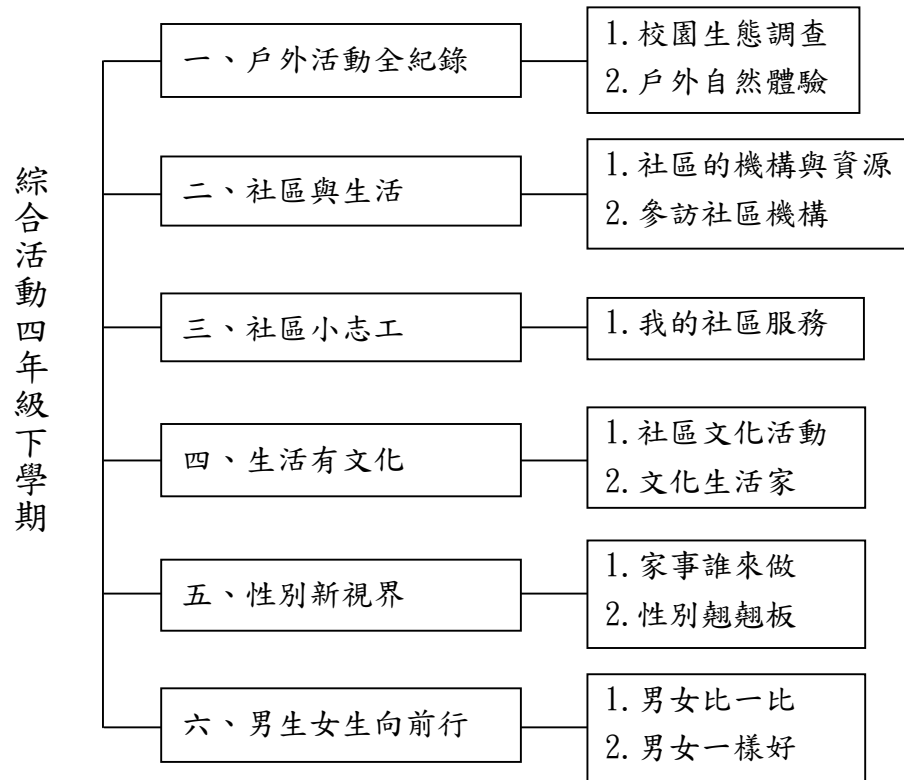 綜合活動四年級下學期
一、戶外活動全紀錄
1.校園生態調查
2.戶外自然體驗
二、社區與生活
1.社區的機構與資源
2.參訪社區機構
三、社區小志工
1.我的社區服務
四、生活有文化
1.社區文化活動
2.文化生活家
五、性別新視界
1.家事誰來做
2.性別翹翹板
六、男生女生向前行
1.男女比一比
2.男女一樣好